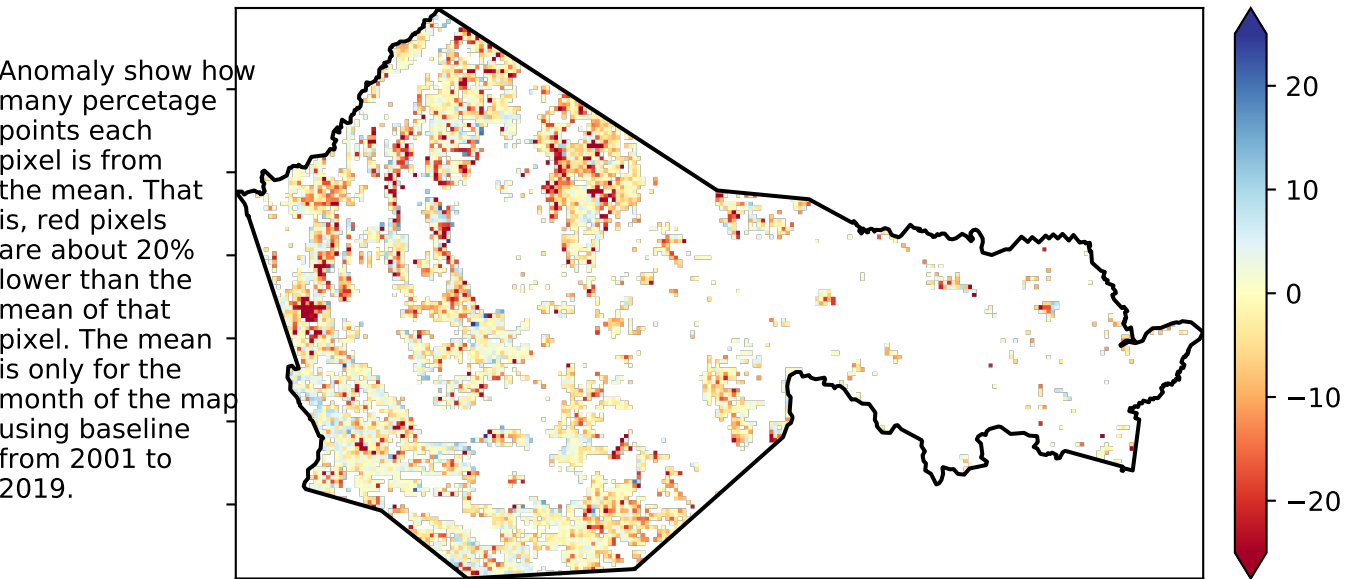 Anomaly show how
many percetage
points each
pixel is from
the mean. That
is, red pixels
are about 20%
lower than the
mean of that
pixel. The mean
is only for the
month of the map
using baseline
from 2001 to
2019.
20
10
0
−10
−20